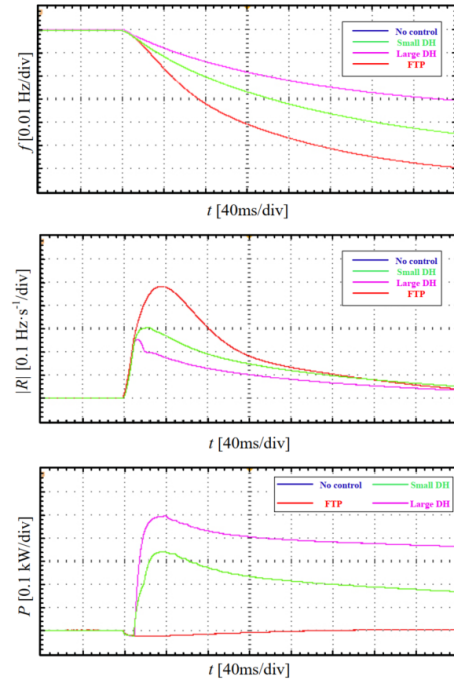 No control
Small DH
Large DH
FTP
f [0.01 Hz/div]
t [40ms/div]
No control
Small DH
Large DH
FTP
|R| [0.1 Hz·s⁻¹/div]
t [40ms/div]
No control Small DH
FTP Large DH
P [0.1 kW/div]
t [40ms/div]